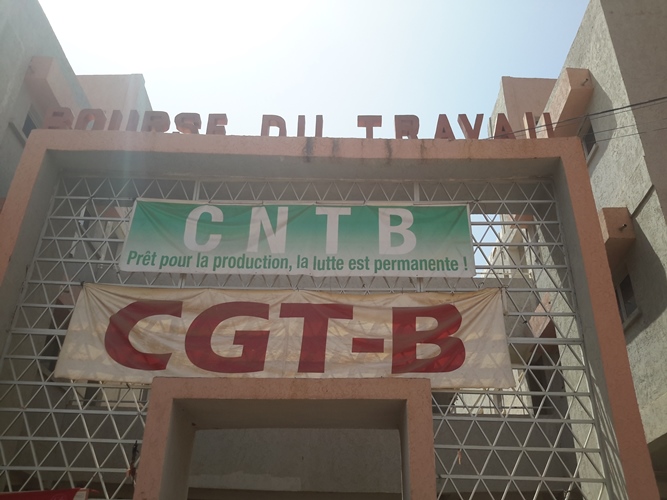 BOURSE DU TRAVAIL
CNTB
Prêt pour la production, la lutte est permanente !
CGT-B